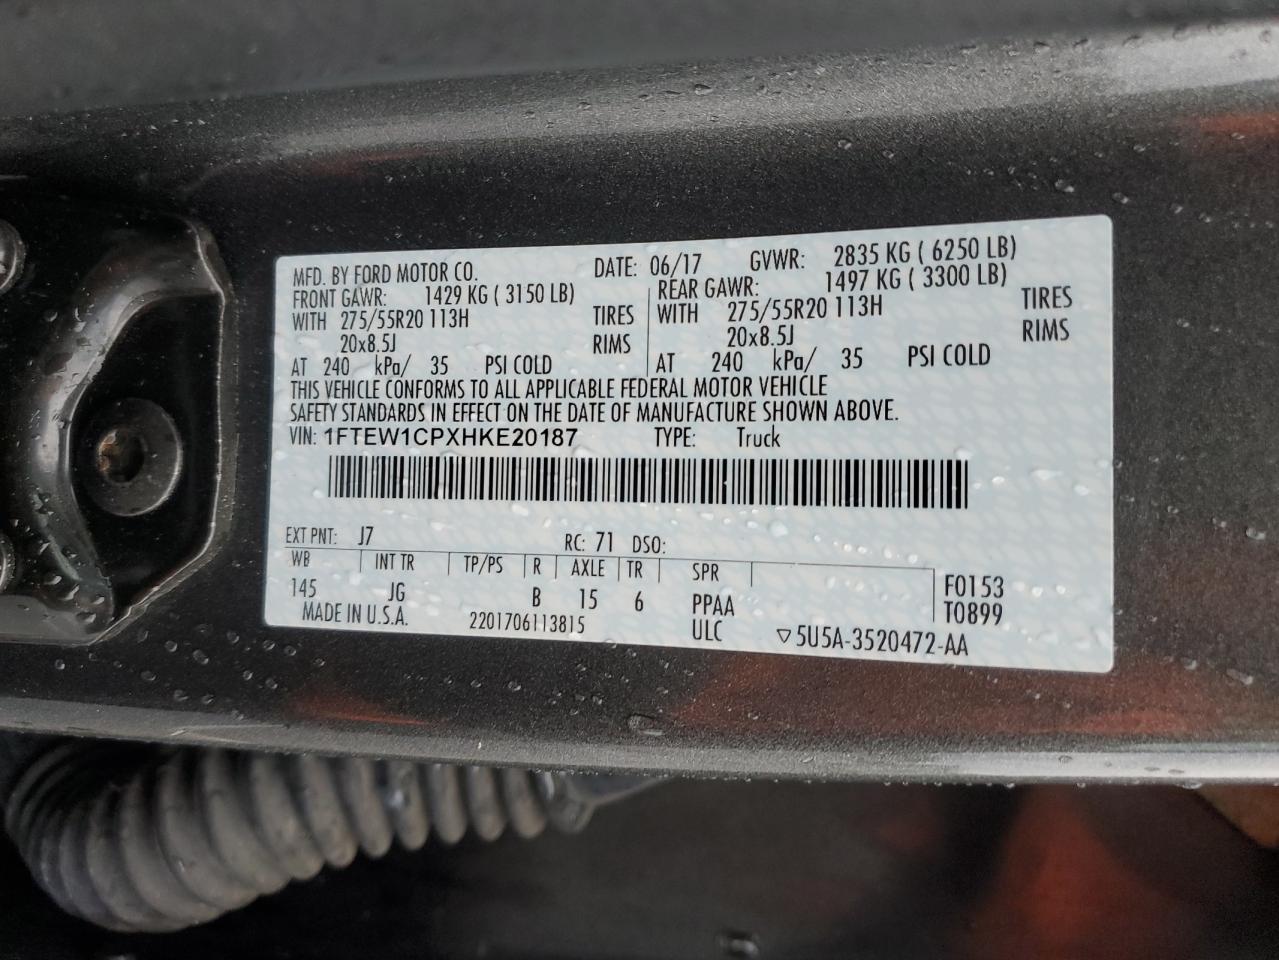 MFD. BY FORD MOTOR CO. DATE: 06/17 GVWR: 2835 KG ( 6250 LB)
FRONT GAWR: 1429 KG ( 3150 LB) REAR GAWR: 1497 KG ( 3300 LB)
WITH 275/55R20 113H TIRES WITH 275/55R20 113H TIRES
20x8.5J RIMS 20x8.5J RIMS
AT 240 kPa/ 35 PSI COLD AT 240 kPa/ 35 PSI COLD
THIS VEHICLE CONFORMS TO ALL APPLICABLE FEDERAL MOTOR VEHICLE
SAFETY STANDARDS IN EFFECT ON THE DATE OF MANUFACTURE SHOWN ABOVE.
VIN: 1FTEW1CPXHKE20187 TYPE: Truck
EXT PNT: J7 RC: 71 DSO:
WB INT TR TP/PS R AXLE TR SPR
145 JG B 15 6 PPAA F0153
MADE IN U.S.A. 2201706113815 ULC T0899
▽5U5A-3520472-AA